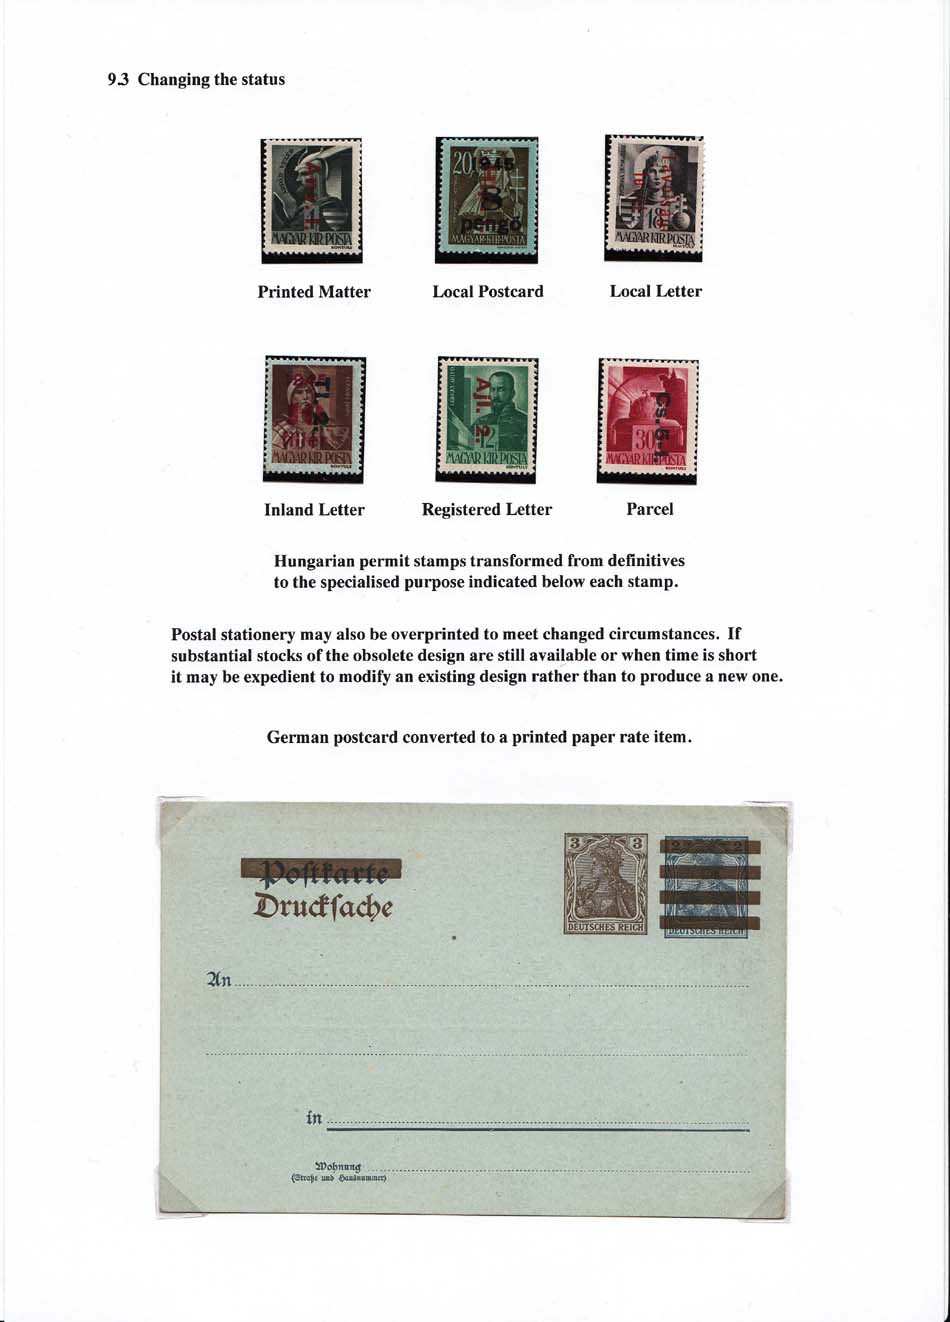 9.3 Changing the status
Any. 1.
MAGYAR KIR POSTA
20
945
8
pengő
MAGYAR-KIR-POSTA
18
MAGYAR KIR POSTA
Printed Matter
Local Postcard
Local Letter
Tl. 2.
MAGYAR KIR POSTA
Ajl. 2.
12
MAGYAR KIR POSTA
Cs. 5-1.
30
MAGYAR KIR POSTA
Inland Letter
Registered Letter
Parcel
Hungarian permit stamps transformed from definitives
to the specialised purpose indicated below each stamp.
Postal stationery may also be overprinted to meet changed circumstances. If
substantial stocks of the obsolete design are still available or when time is short
it may be expedient to modify an existing design rather than to produce a new one.
German postcard converted to a printed paper rate item.
Postkarte
Drucksache
3 3
DEUTSCHES REICH
2 2
DEUTSCHES REICH
An
in
Wohnung
(Straße und Hausnummer)